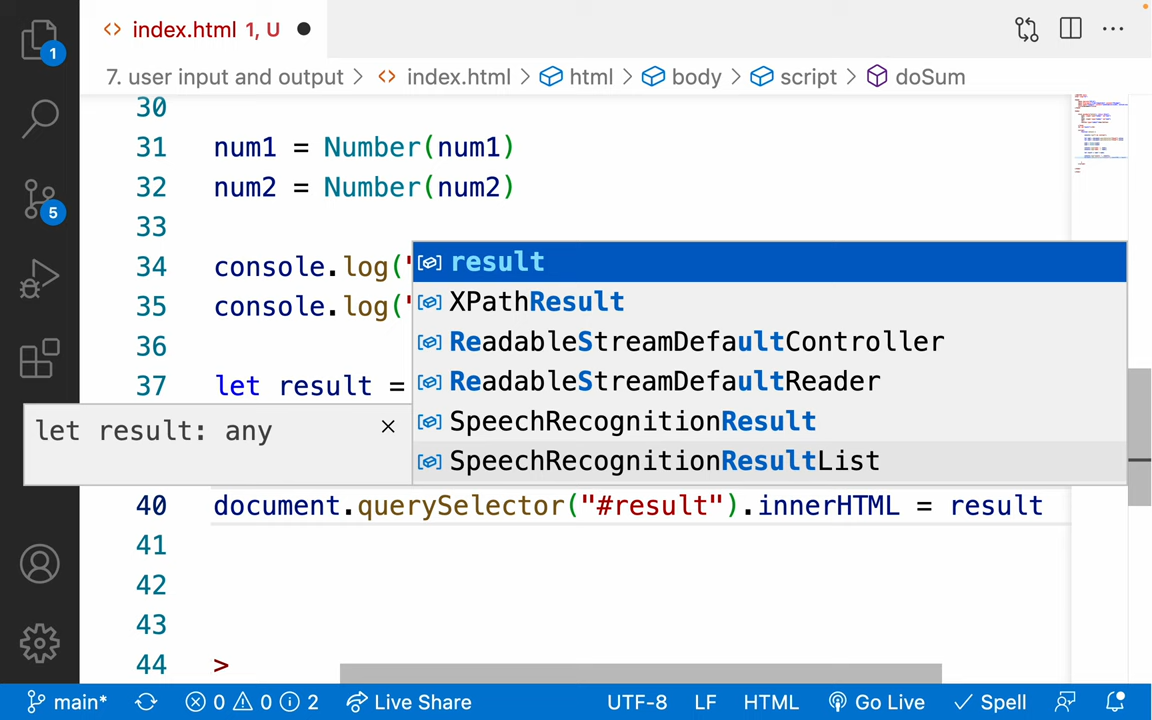 index.html 1, U
7. user input and output > index.html > html > body > script > doSum
30
31 num1 = Number(num1)
32 num2 = Number(num2)
33
34 console.log('
35 console.log('
36
37 let result =
result
XPathResult
ReadableStreamDefaultController
ReadableStreamDefaultReader
SpeechRecognitionResult
SpeechRecognitionResultList
let result: any ×
40 document.querySelector("#result").innerHTML = result
41
42
43
44 >
1
5
main* 0 0 2 Live Share UTF-8 LF HTML Go Live Spell